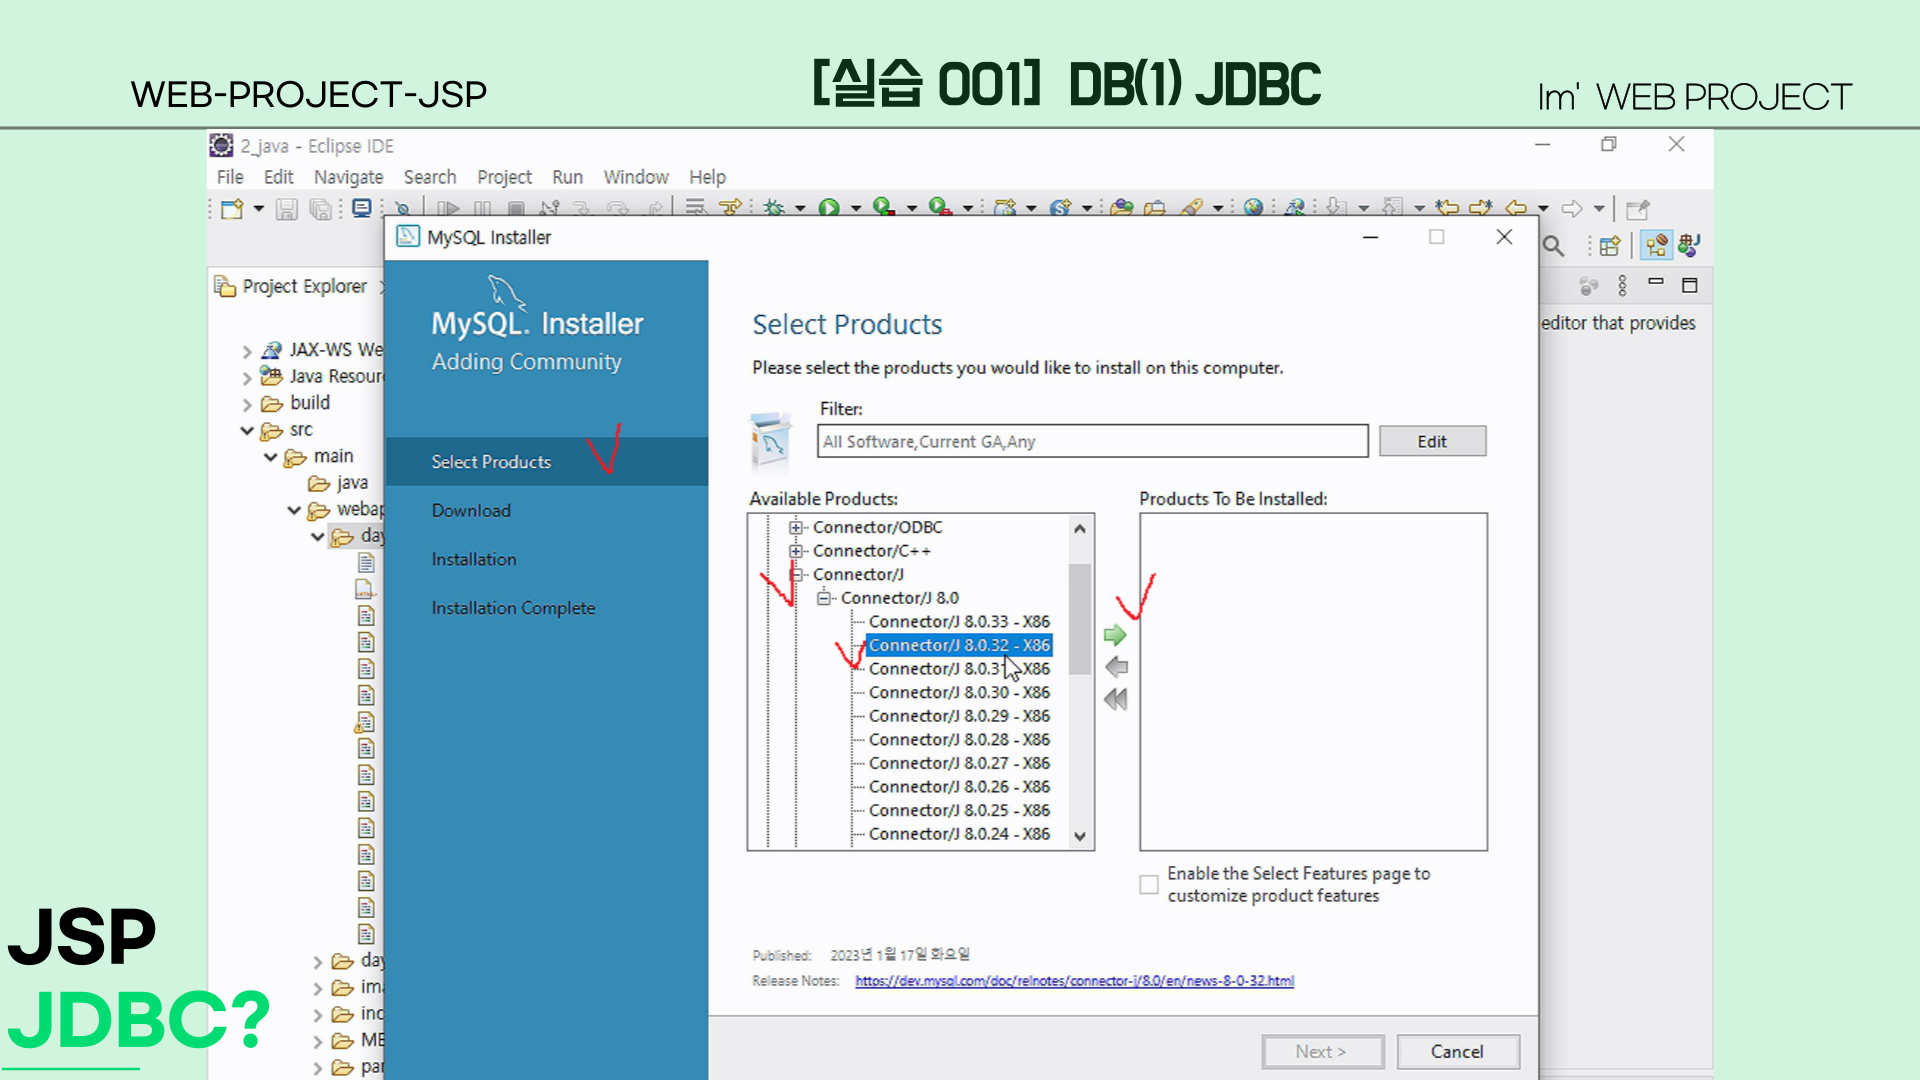 WEB-PROJECT-JSP
[실습 001] DB(1) JDBC
Im' WEB PROJECT
2_java - Eclipse IDE
File Edit Navigate Search Project Run Window Help
Project Explorer
JAX-WS We
Java Resour
build
src
main
java
webap
day
day
ima
inc
ME
par
editor that provides
MySQL Installer
MySQL. Installer
Adding Community
Select Products
Download
Installation
Installation Complete
Select Products
Please select the products you would like to install on this computer.
Filter:
All Software,Current GA,Any
Edit
Available Products:
Connector/ODBC
Connector/C++
Connector/J
Connector/J 8.0
Connector/J 8.0.33 - X86
Connector/J 8.0.32 - X86
Connector/J 8.0.31 - X86
Connector/J 8.0.30 - X86
Connector/J 8.0.29 - X86
Connector/J 8.0.28 - X86
Connector/J 8.0.27 - X86
Connector/J 8.0.26 - X86
Connector/J 8.0.25 - X86
Connector/J 8.0.24 - X86
Products To Be Installed:
Enable the Select Features page to
customize product features
Published: 2023년 1월 17일 화요일
Release Notes: https://dev.mysql.com/doc/relnotes/connector-j/8.0/en/news-8-0-32.html
Next >
Cancel
JSP
JDBC?